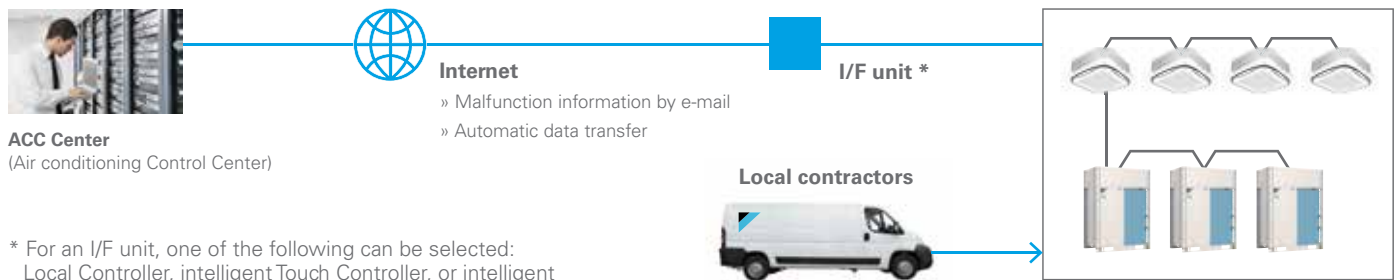 Internet
» Malfunction information by e-mail
» Automatic data transfer
I/F unit *
ACC Center
(Air conditioning Control Center)
Local contractors
* For an I/F unit, one of the following can be selected:
Local Controller, intelligent Touch Controller, or intelligent